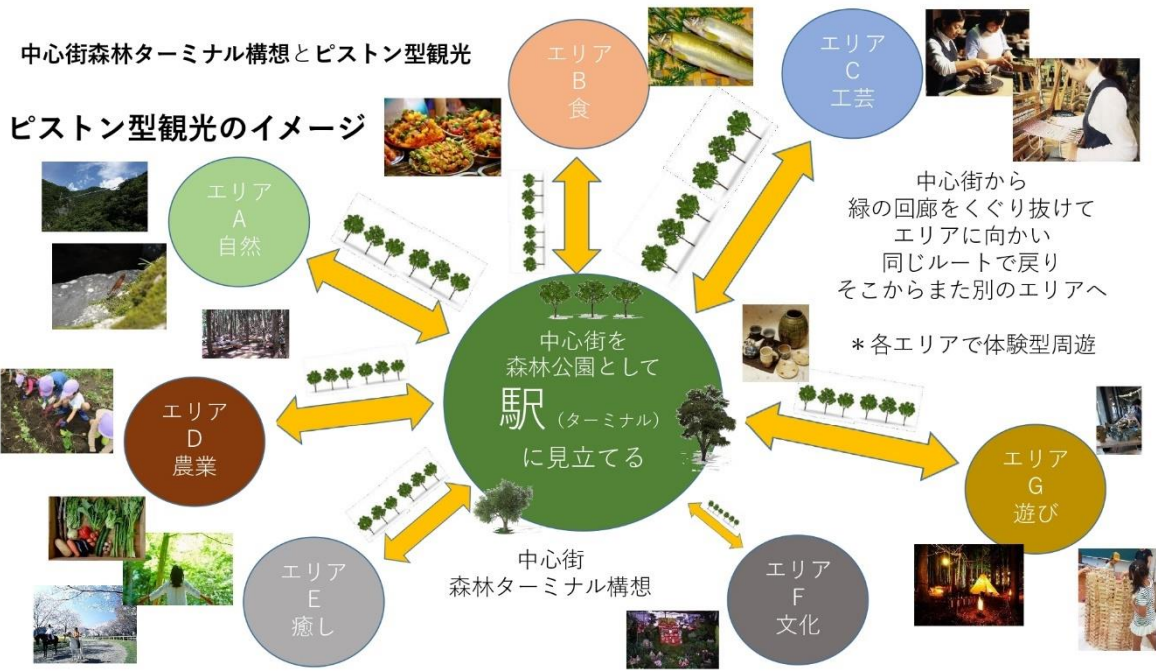 中心街森林ターミナル構想とピストン型観光
ピストン型観光のイメージ
エリア
B
食
エリア
C
工芸
エリア
A
自然
中心街から
緑の回廊をくぐり抜けて
エリアに向かい
同じルートで戻り
そこからまた別のエリアへ
＊各エリアで体験型周遊
中心街を
森林公園として
駅（ターミナル）
に見立てる
エリア
D
農業
エリア
G
遊び
エリア
E
癒し
中心街
森林ターミナル構想
エリア
F
文化